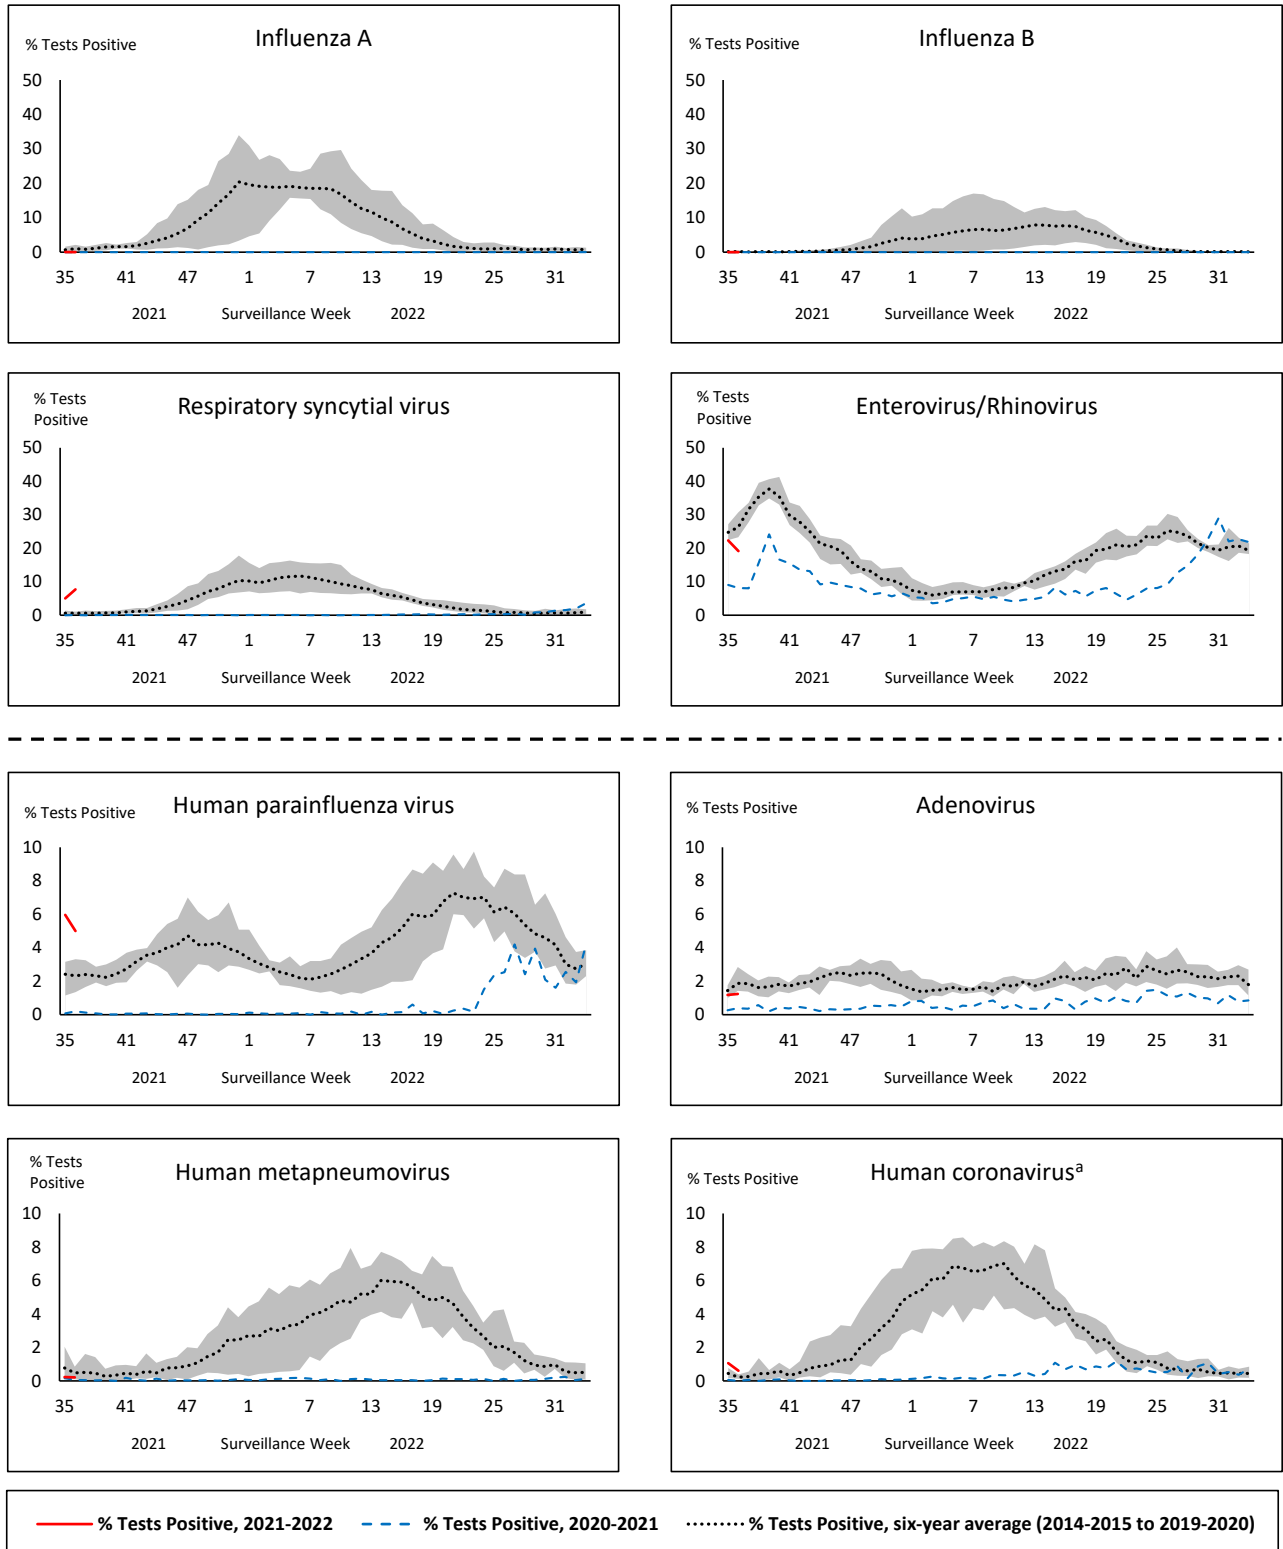 Influenza A
% Tests Positive
50
40
30
20
10
0
35 41 47 1 7 13 19 25 31
2021 Surveillance Week 2022
Influenza B
% Tests Positive
50
40
30
20
10
0
35 41 47 1 7 13 19 25 31
2021 Surveillance Week 2022
Respiratory syncytial virus
% Tests
Positive
50
40
30
20
10
0
35 41 47 1 7 13 19 25 31
2021 Surveillance Week 2022
Enterovirus/Rhinovirus
% Tests
Positive
50
40
30
20
10
0
35 41 47 1 7 13 19 25 31
2021 Surveillance Week 2022
Human parainfluenza virus
% Tests Positive
10
8
6
4
2
0
35 41 47 1 7 13 19 25 31
2021 Surveillance Week 2022
Adenovirus
% Tests Positive
10
8
6
4
2
0
35 41 47 1 7 13 19 25 31
2021 Surveillance Week 2022
Human metapneumovirus
% Tests
Positive
10
8
6
4
2
0
35 41 47 1 7 13 19 25 31
2021 Surveillance Week 2022
Human coronavirusᵃ
% Tests Positive
10
8
6
4
2
0
35 41 47 1 7 13 19 25 31
2021 Surveillance Week 2022
% Tests Positive, 2021-2022 % Tests Positive, 2020-2021 % Tests Positive, six-year average (2014-2015 to 2019-2020)